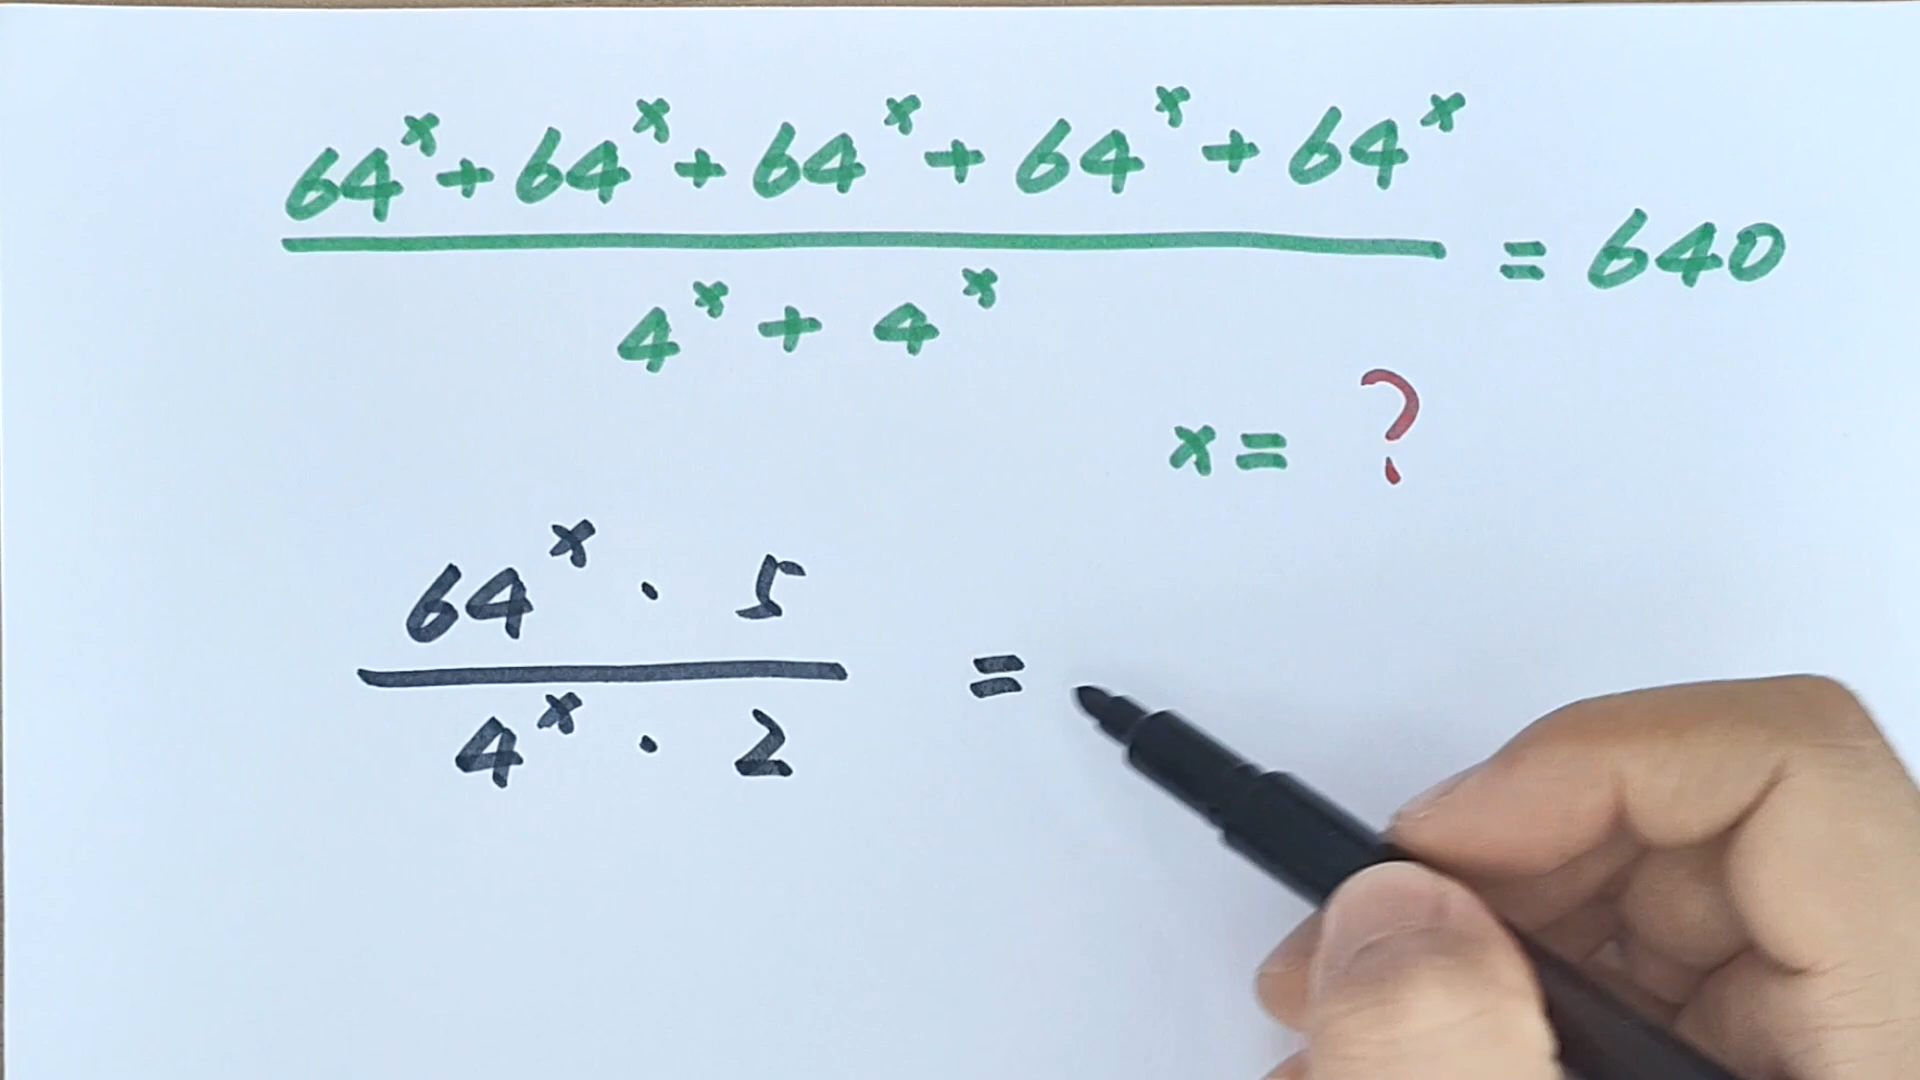 64^x + 64^x + 64^x + 64^x + 64^x
= 640
4^x + 4^x
x = ?
64^x · 5
=
4^x · 2